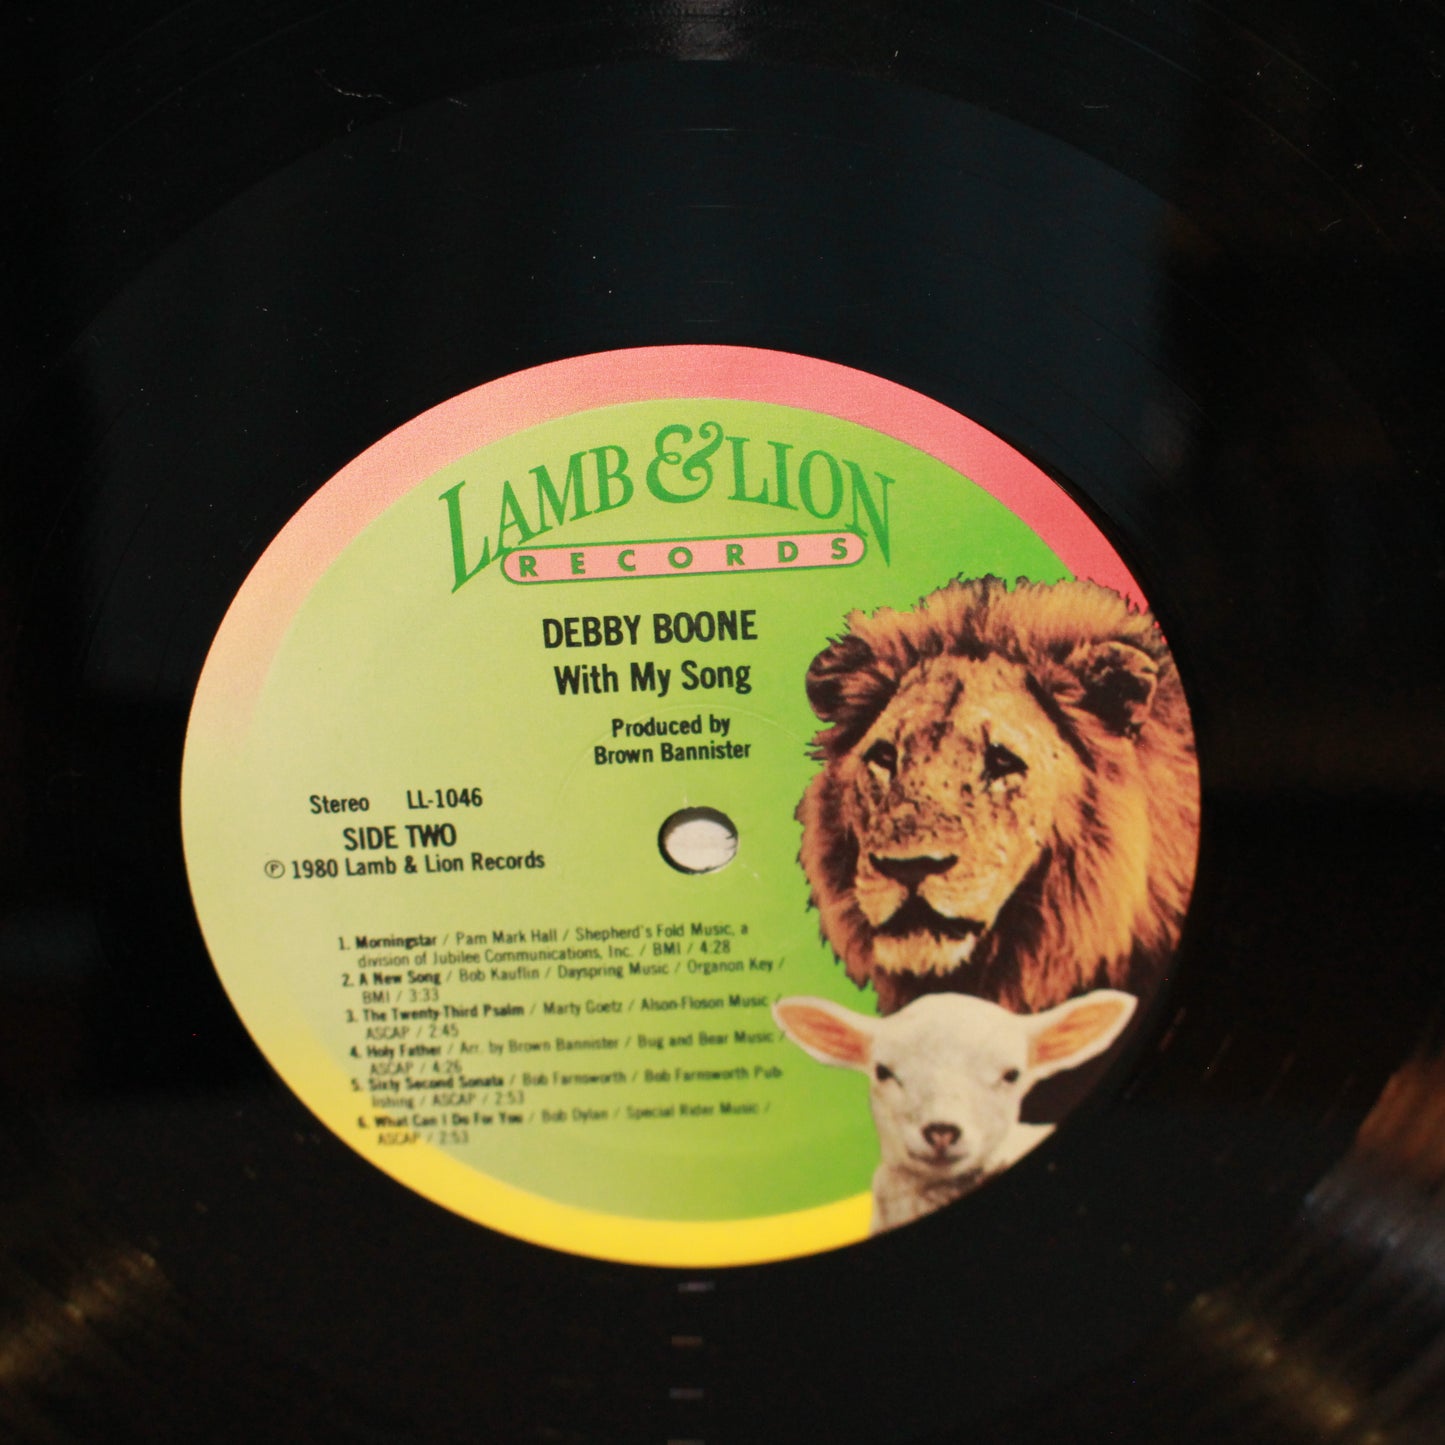 LAMB & LION
RECORDS
DEBBY BOONE
With My Song
Produced by
Brown Bannister
Stereo LL-1046
SIDE TWO
℗ 1980 Lamb & Lion Records
1. Morningstar / Pam Mark Hall / Shepherd's Fold Music, a
division of Jubilee Communications, Inc. / BMI / 4:28
2. A New Song / Bob Kauflin / Dayspring Music / Organon Key /
BMI / 3:33
3. The Twenty-Third Psalm / Marty Goetz / Alson-Floson Music /
ASCAP / 2:45
4. Holy Father / Arr. by Brown Bannister / Bug and Bear Music /
ASCAP / 4:26
5. Sixty Second Sonata / Bob Farnsworth / Bob Farnsworth Pub
lishing / ASCAP / 2:53
6. What Can I Do For You / Bob Dylan / Special Rider Music /
ASCAP / 2:53